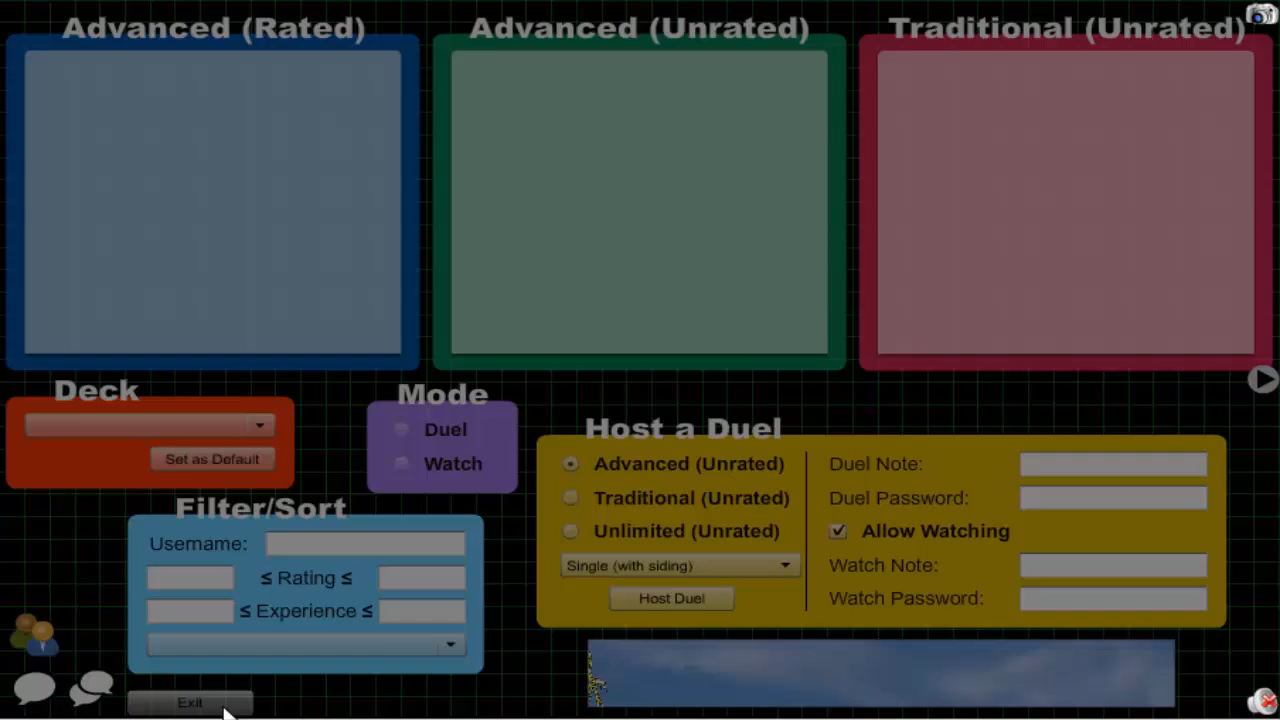 Advanced (Rated)
Advanced (Unrated)
Traditional (Unrated)
Deck
Set as Default
Mode
Duel
Watch
Filter/Sort
Username:
≤ Rating ≤
≤ Experience ≤
Exit
Host a Duel
Advanced (Unrated)
Traditional (Unrated)
Unlimited (Unrated)
Single (with siding)
Host Duel
Duel Note:
Duel Password:
Allow Watching
Watch Note:
Watch Password: